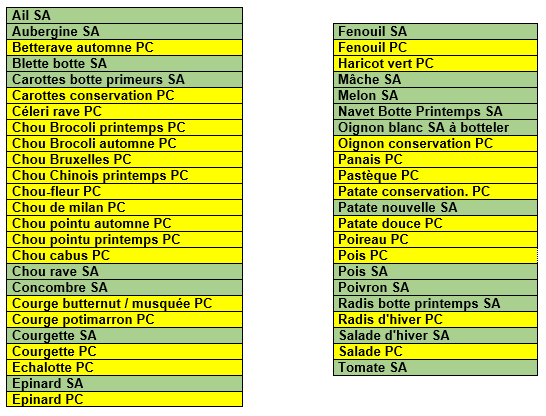 Ail SA
Aubergine SA
Betterave automne PC
Blette botte SA
Carottes botte primeurs SA
Carottes conservation PC
Céleri rave PC
Chou Brocoli printemps PC
Chou Brocoli automne PC
Chou Bruxelles PC
Chou Chinois printemps PC
Chou-fleur PC
Chou de milan PC
Chou pointu automne PC
Chou pointu printemps PC
Chou cabus PC
Chou rave SA
Concombre SA
Courge butternut / musquée PC
Courge potimarron PC
Courgette SA
Courgette PC
Echalotte PC
Epinard SA
Epinard PC
Fenouil SA
Fenouil PC
Haricot vert PC
Mâche SA
Melon SA
Navet Botte Printemps SA
Oignon blanc SA à botteler
Oignon conservation PC
Panais PC
Pastèque PC
Patate conservation. PC
Patate nouvelle SA
Patate douce PC
Poireau PC
Pois PC
Pois SA
Poivron SA
Radis botte printemps SA
Radis d'hiver PC
Salade d'hiver SA
Salade PC
Tomate SA